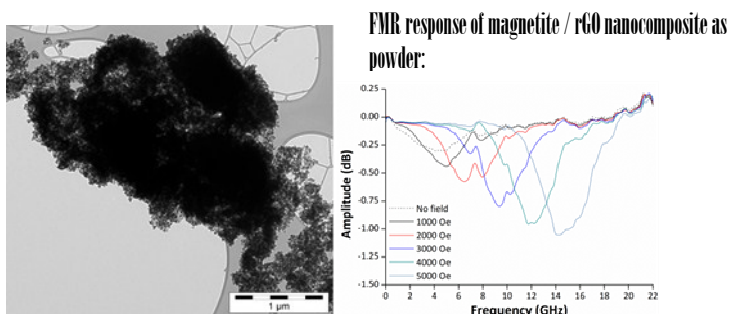 FMR response of magnetite / rGO nanocomposite as
powder:
0.25
0.00
-0.25
-0.50
-0.75
-1.00
-1.25
-1.50
Amplitude (dB)
No field
1000 Oe
2000 Oe
3000 Oe
4000 Oe
5000 Oe
0 2 4 6 8 10 12 14 16 18 20 22
Frequency (GHz)
1 µm